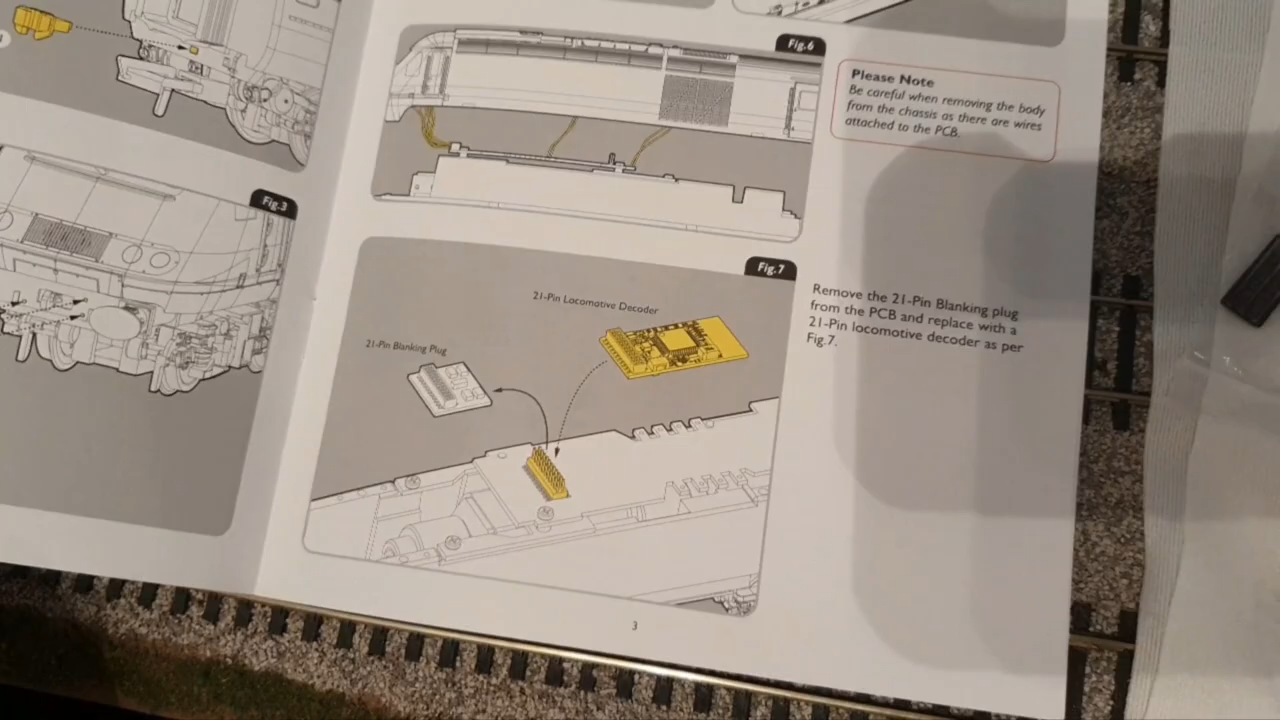 Fig.6
Please Note
Be careful when removing the body
from the chassis as there are wires
attached to the PCB.
Fig.3
Fig.7
21-Pin Locomotive Decoder
21-Pin Blanking Plug
Remove the 21-Pin Blanking plug
from the PCB and replace with a
21-Pin locomotive decoder as per
Fig.7.
3